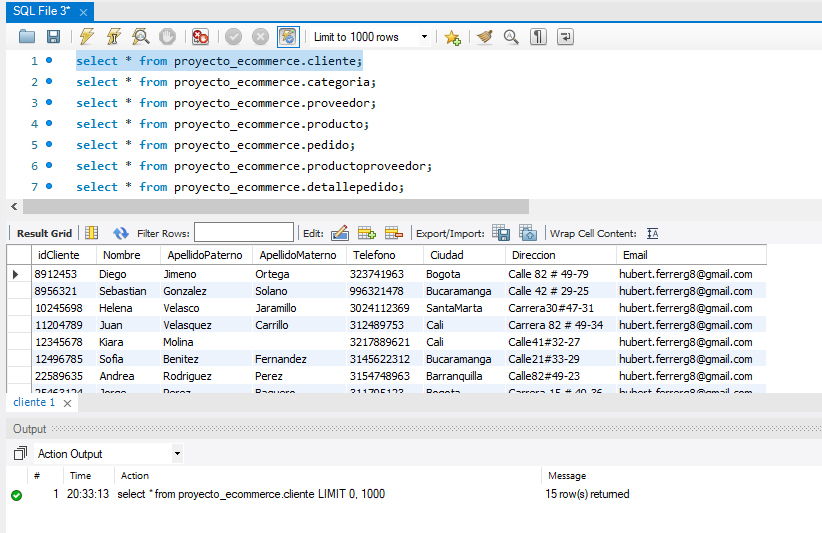 SQL File 3*
Limit to 1000 rows
1 select * from proyecto_ecommerce.cliente;
2 select * from proyecto_ecommerce.categoria;
3 select * from proyecto_ecommerce.proveedor;
4 select * from proyecto_ecommerce.producto;
5 select * from proyecto_ecommerce.pedido;
6 select * from proyecto_ecommerce.productoproveedor;
7 select * from proyecto_ecommerce.detallepedido;
Result Grid Filter Rows: Edit: Export/Import: Wrap Cell Content:
idCliente Nombre ApellidoPaterno ApellidoMaterno Telefono Ciudad Direccion Email
8912453 Diego Jimeno Ortega 323741963 Bogota Calle 82 # 49-79 hubert.ferrerg8@gmail.com
8956321 Sebastian Gonzalez Solano 996321478 Bucaramanga Calle 42 # 29-25 hubert.ferrerg8@gmail.com
10245698 Helena Velasco Jaramillo 3024112369 SantaMarta Carrera30#47-31 hubert.ferrerg8@gmail.com
11204789 Juan Velasquez Carrillo 312489753 Cali Carrera 82 # 49-34 hubert.ferrerg8@gmail.com
12345678 Kiara Molina 3217889621 Cali Calle41#32-27 hubert.ferrerg8@gmail.com
12496785 Sofia Benitez Fernandez 3145622312 Bucaramanga Calle21#33-29 hubert.ferrerg8@gmail.com
22589635 Andrea Rodriguez Perez 3154748963 Barranquilla Calle82#49-23 hubert.ferrerg8@gmail.com
Jorge Perez Bogota hubert.ferrerg8@gmail.com
cliente 1
Output
Action Output
# Time Action Message
1 20:33:13 select * from proyecto_ecommerce.cliente LIMIT 0, 1000 15 row(s) returned